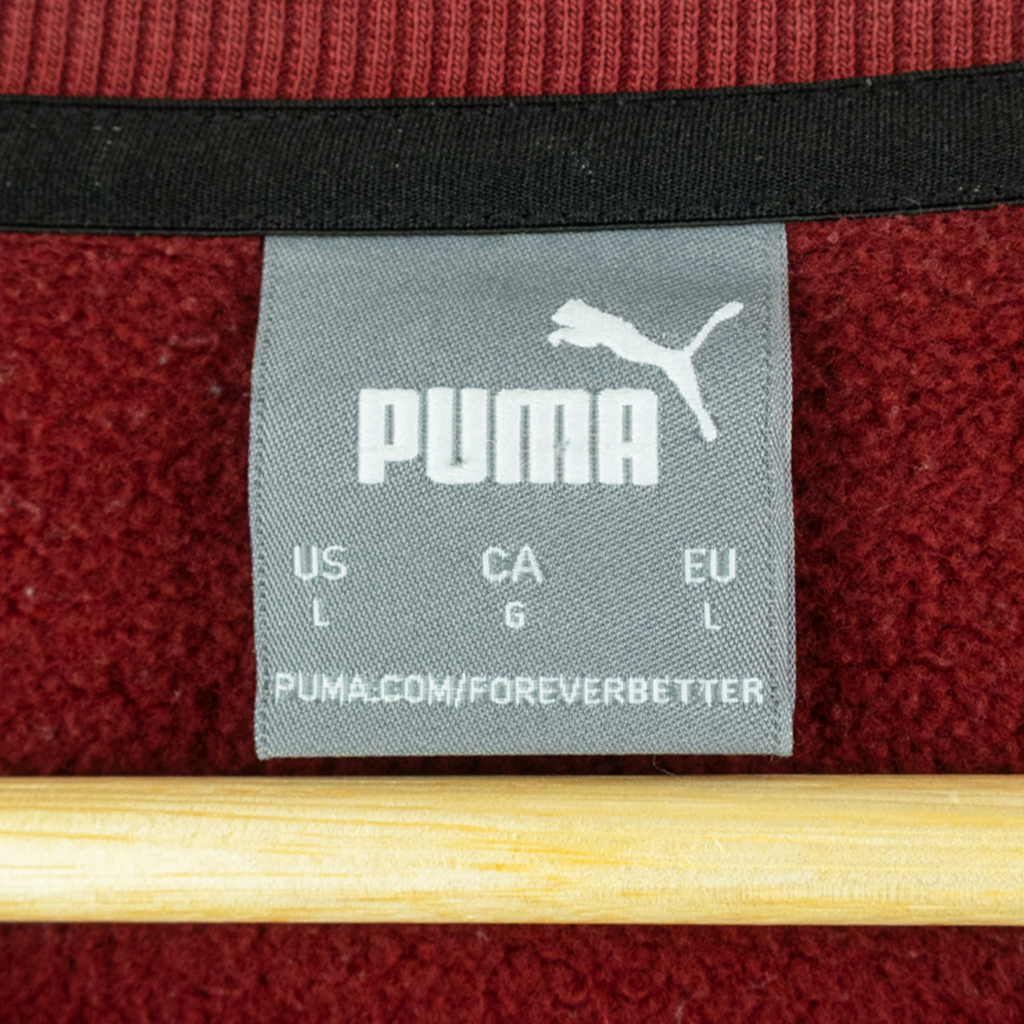 PUMA
US CA EU
L G L
PUMA.COM/FOREVERBETTER